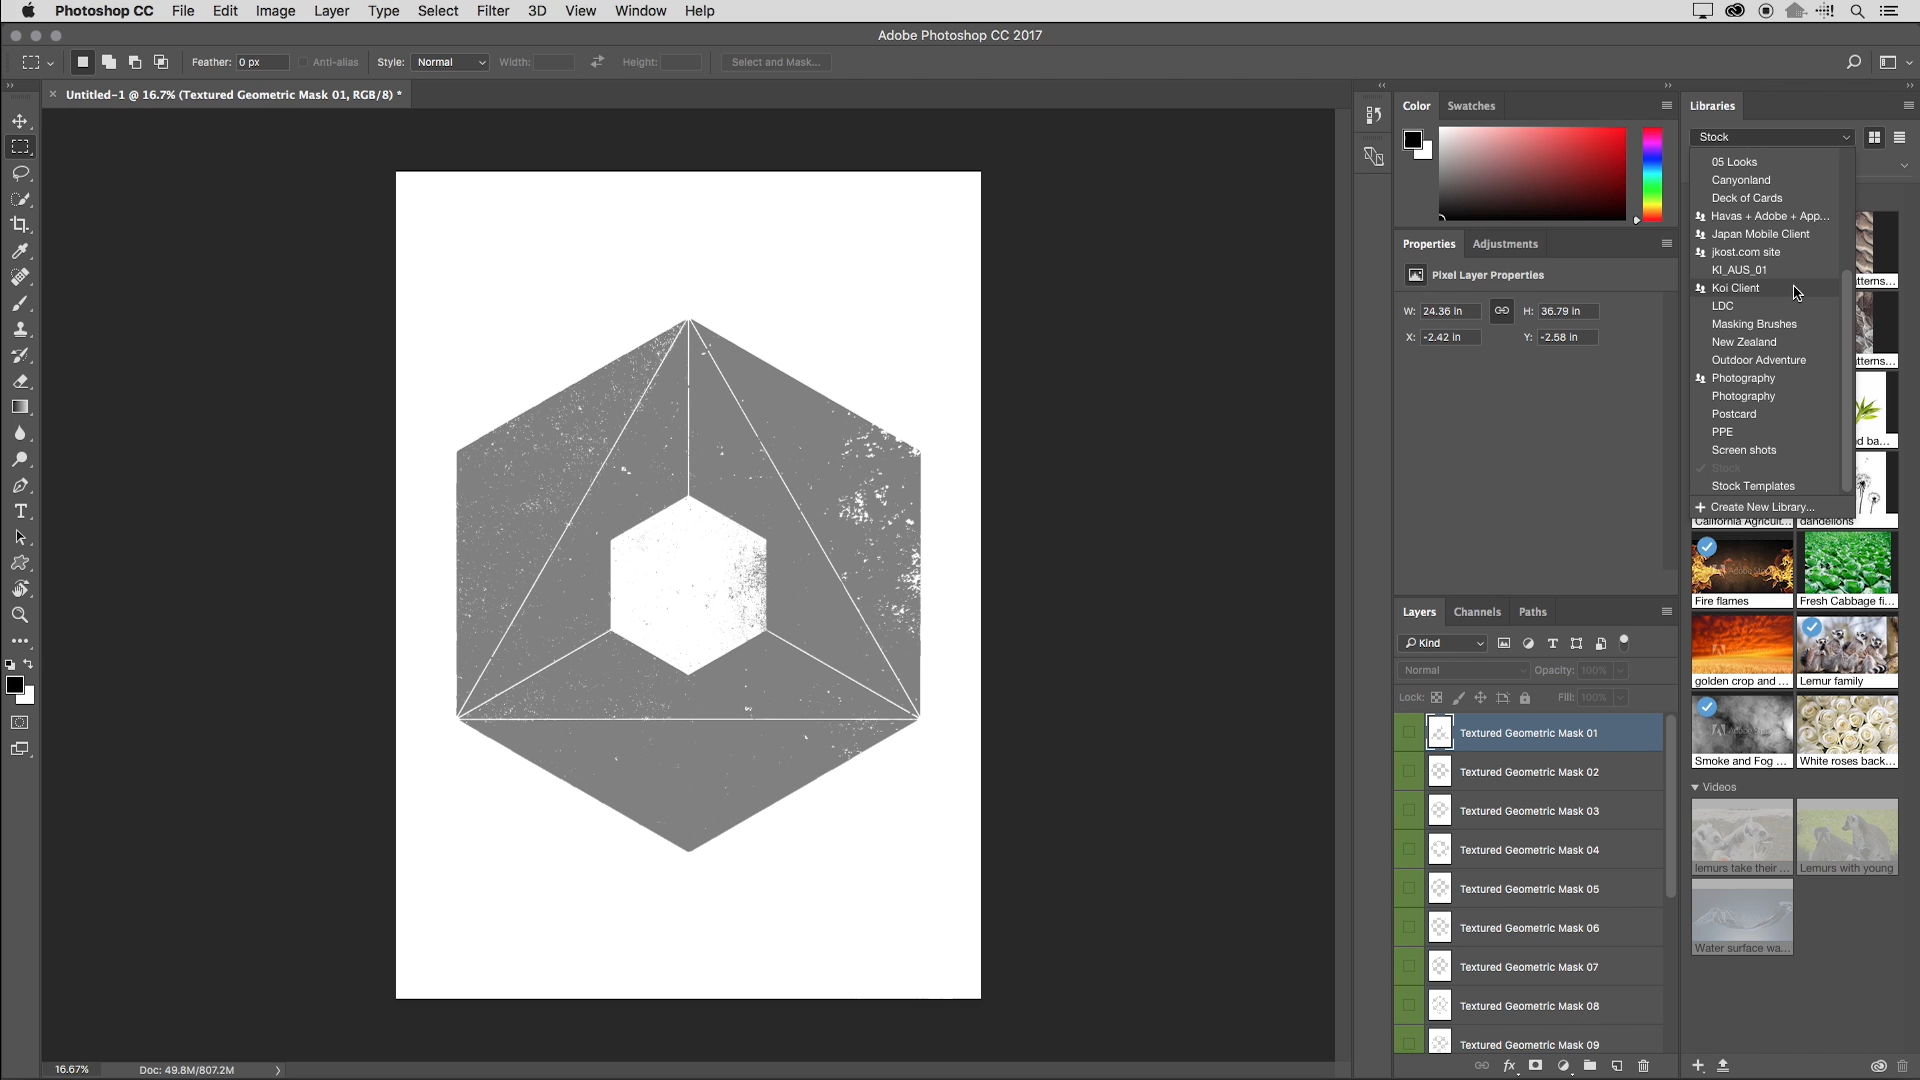 Photoshop CC File Edit Image Layer Type Select Filter 3D View Window Help
Adobe Photoshop CC 2017
Feather: 0 px Anti-alias Style: Normal Width: Height: Select and Mask...
× Untitled-1 @ 16.7% (Textured Geometric Mask 01, RGB/8) *
Color Swatches
Libraries
Stock
05 Looks
Canyonland
Deck of Cards
Havas + Adobe + App...
Japan Mobile Client
jkost.com site
KI_AUS_01
Koi Client
LDC
Masking Brushes
New Zealand
Outdoor Adventure
Photography
Photography
Postcard
PPE
Screen shots
Stock
Stock Templates
+ Create New Library...
tterns...
tterns...
d ba...
California Agricult... dandelions
Fire flames Fresh Cabbage fi...
golden crop and ... Lemur family
Smoke and Fog ... White roses back...
Videos
lemurs take their ... Lemurs with young
Water surface wa...
Properties Adjustments
Pixel Layer Properties
W: 24.36 in H: 36.79 in
X: -2.42 in Y: -2.58 in
Layers Channels Paths
Kind
Normal Opacity: 100%
Lock: Fill: 100%
Textured Geometric Mask 01
Textured Geometric Mask 02
Textured Geometric Mask 03
Textured Geometric Mask 04
Textured Geometric Mask 05
Textured Geometric Mask 06
Textured Geometric Mask 07
Textured Geometric Mask 08
Textured Geometric Mask 09
16.67% Doc: 49.8M/807.2M